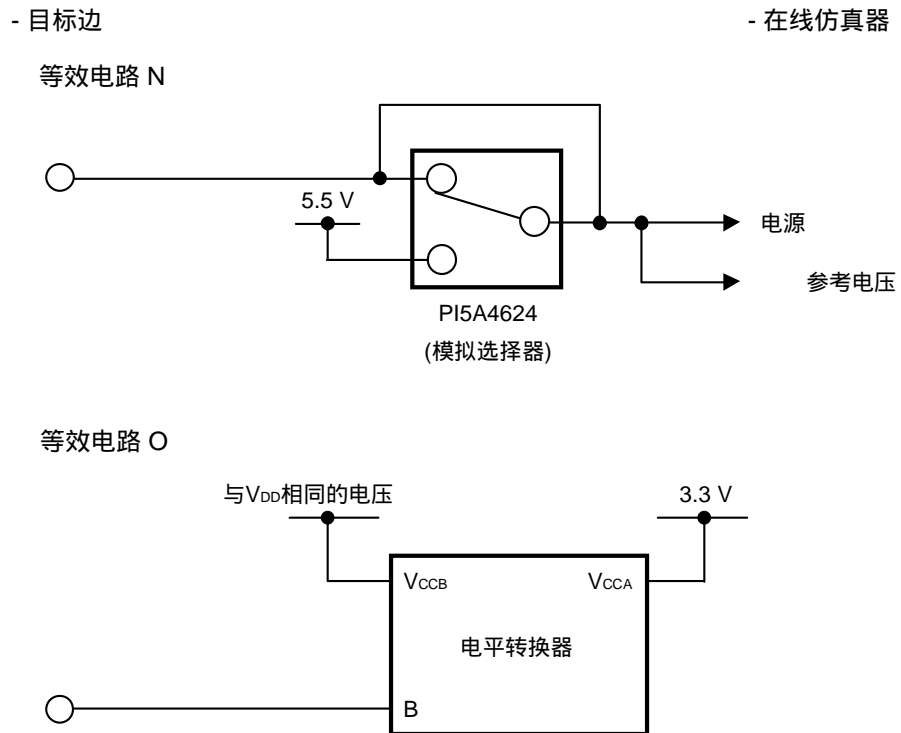 - 目标边
- 在线仿真器
等效电路 N
5.5 V
电源
参考电压
PI5A4624
(模拟选择器)
等效电路 O
与VDD相同的电压
3.3 V
VCCB
VCCA
电平转换器
B